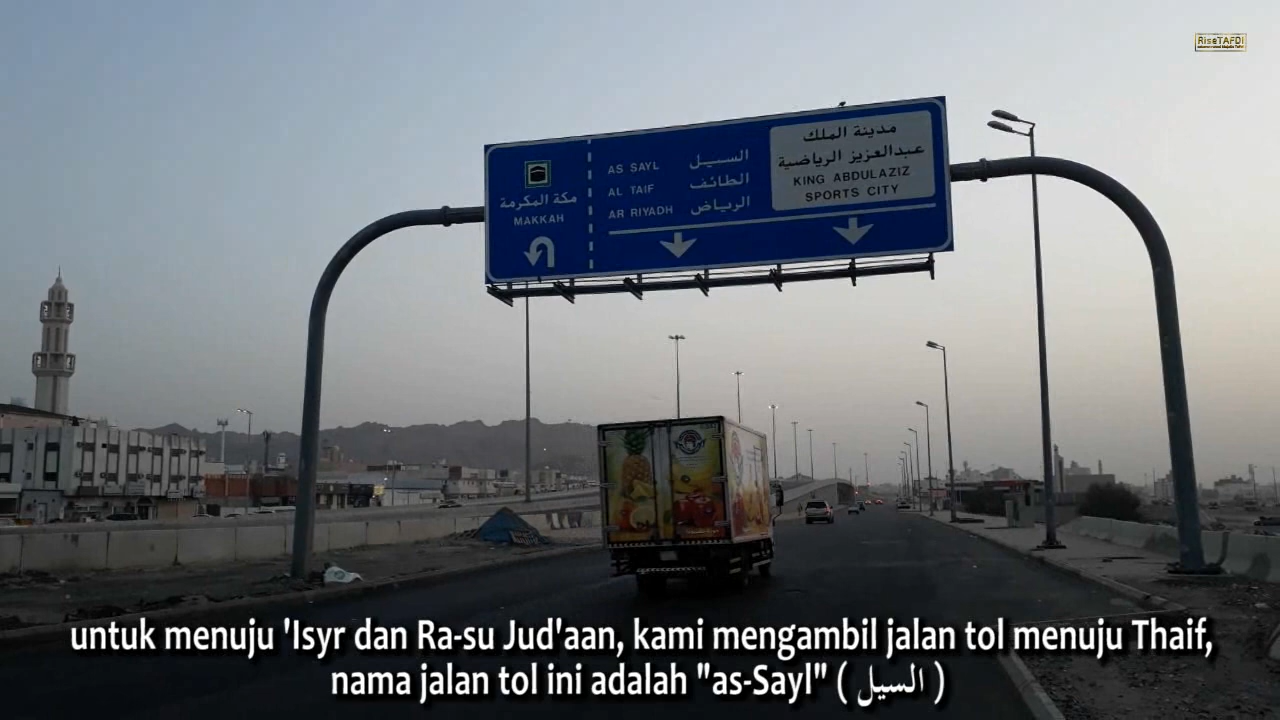 RiseTAFDI
مدينة الملك
عبدالعزيز الرياضية
KING ABDULAZIZ
SPORTS CITY
AS SAYL السيل
AL TAIF الطائف
AR RIYADH الرياض
مكة المكرمة
MAKKAH
untuk menuju 'Isyr dan Ra-su Jud'aan, kami mengambil jalan tol menuju Thaif,
nama jalan tol ini adalah "as-Sayl" ( السيل )